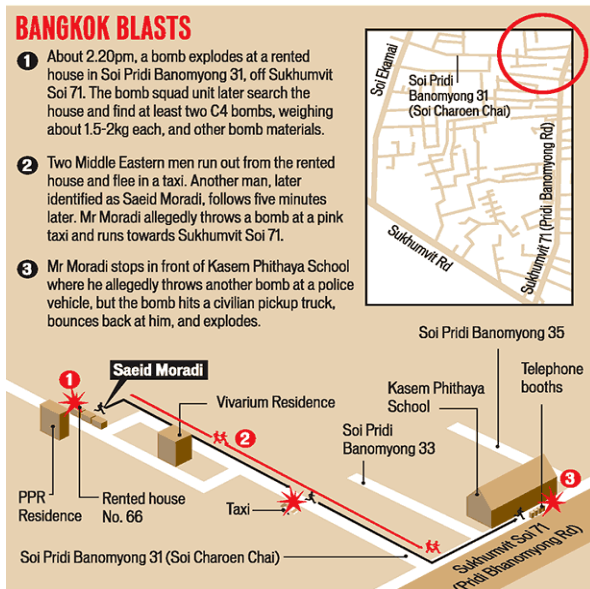 BANGKOK BLASTS
1 About 2.20pm, a bomb explodes at a rented
house in Soi Pridi Banomyong 31, off Sukhumvit
Soi 71. The bomb squad unit later search the
house and find at least two C4 bombs, weighing
about 1.5-2kg each, and other bomb materials.
2 Two Middle Eastern men run out from the rented
house and flee in a taxi. Another man, later
identified as Saeid Moradi, follows five minutes
later. Mr Moradi allegedly throws a bomb at a pink
taxi and runs towards Sukhumvit Soi 71.
3 Mr Moradi stops in front of Kasem Phithaya School
where he allegedly throws another bomb at a police
vehicle, but the bomb hits a civilian pickup truck,
bounces back at him, and explodes.
Soi Ekamai
Soi Pridi
Banomyong 31
(Soi Charoen Chai)
Sukhumvit Rd
Sukhumvit 71 (Pridi Banomyong Rd)
Soi Pridi Banomyong 35
1
Saeid Moradi
Vivarium Residence
2
Kasem Phithaya
School
Telephone
booths
Soi Pridi
Banomyong 33
3
PPR
Residence
Rented house
No. 66
Taxi
Soi Pridi Banomyong 31 (Soi Charoen Chai)
Sukhumvit Soi 71
(Pridi Bhanomyong Rd)